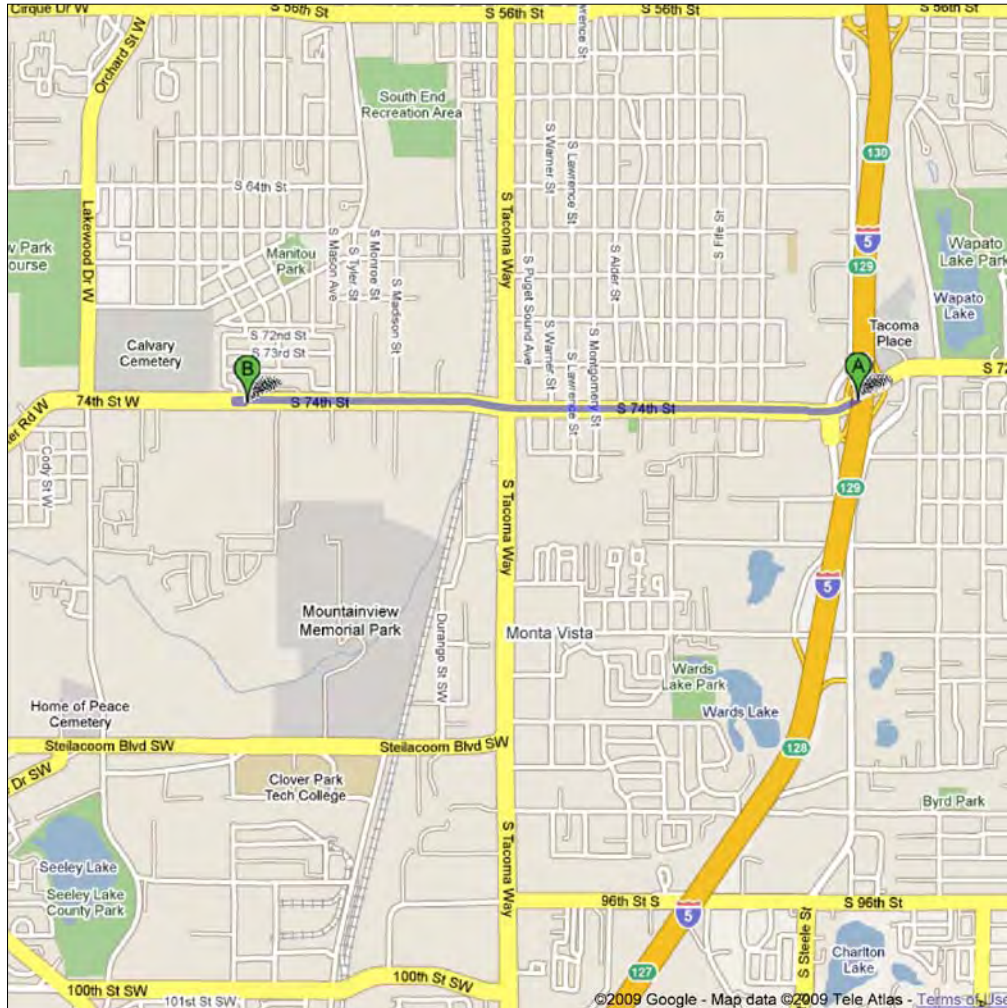 Cirque Dr W
S 56th St
S 56th St
S 56th St
Orchard St W
Lawrence St
South End
Recreation Area
130
S Warner St
S Lawrence St
S 64th St
S Tacoma Way
Lakewood Dr W
S Fife St
5
Manitou
Park
S Mason Ave
S Tyler St
S Monroe St
S Madison St
S Puget Sound Ave
S Alder St
129
Wapato
Lake Park
Wapato
Lake
Tacoma
Place
S 72nd St
S 73rd St
Calvary
Cemetery
S Warner St
S Lawrence St
S Montgomery St
B
A
S 72
74th St W
S 74th St
S 74th St
Rd W
Cody St W
S Tacoma Way
129
5
Mountainview
Memorial Park
Durango St SW
Monta Vista
Wards
Lake Park
Wards Lake
Home of Peace
Cemetery
Steilacoom Blvd SW
Steilacoom Blvd SW
128
Dr SW
Clover Park
Tech College
Byrd Park
S Tacoma Way
Seeley Lake
Seeley Lake
County Park
96th St S
5
S 96th St
S Steele St
Charlton
Lake
127
100th St SW
100th St SW
101st St SW
©2009 Google - Map data ©2009 Tele Atlas - Terms of Use